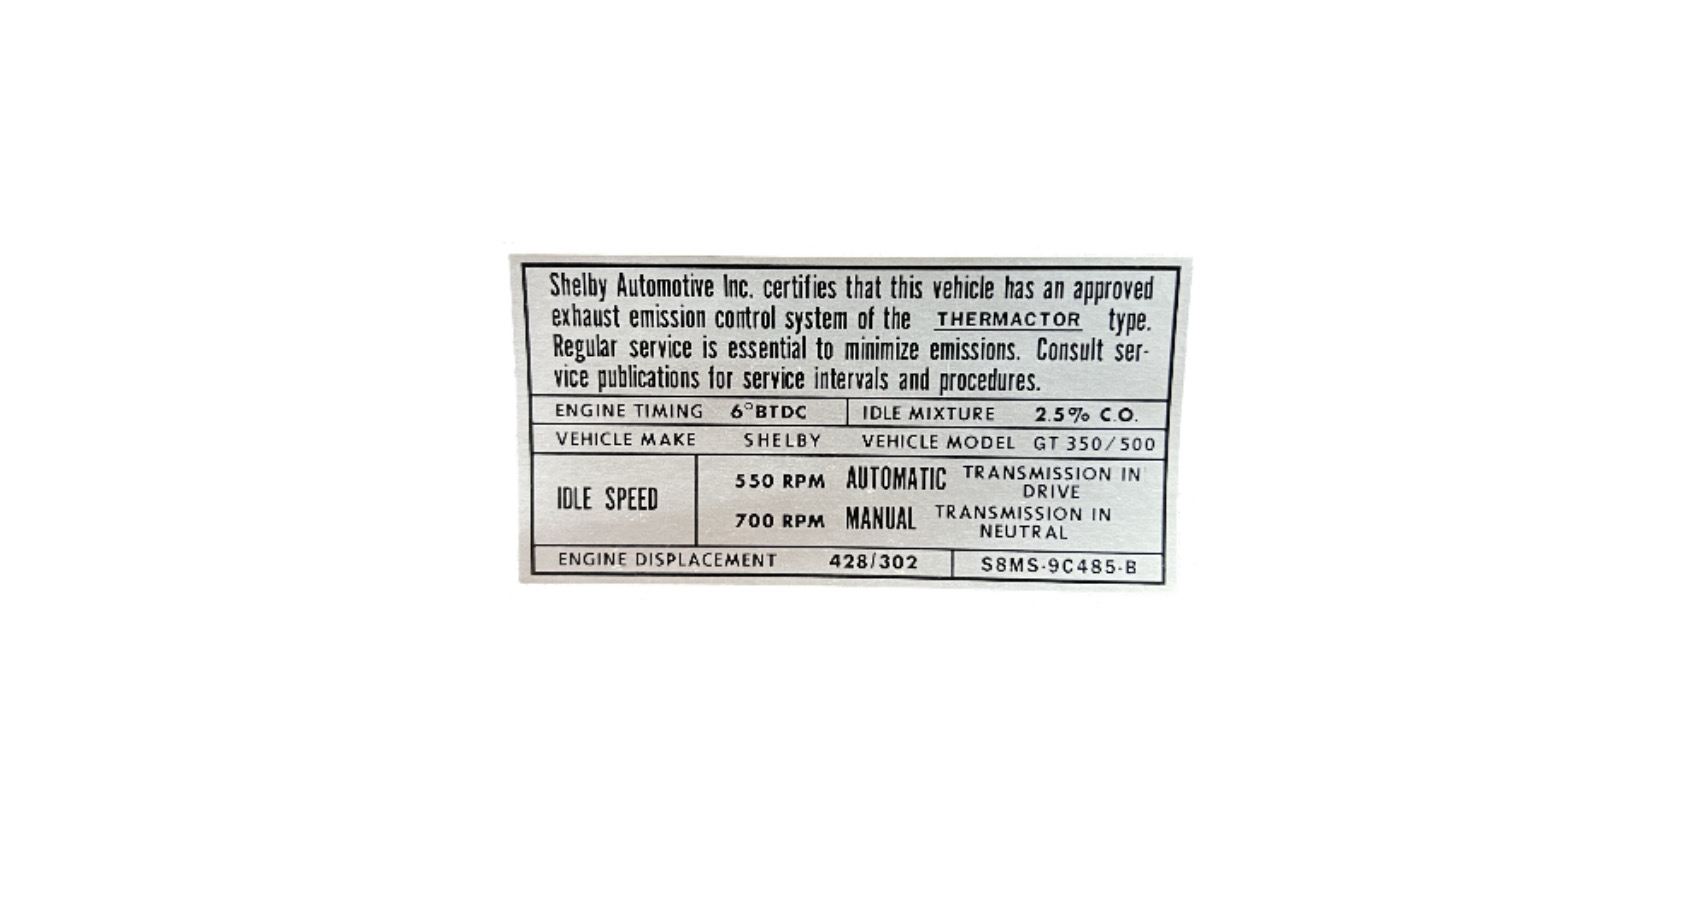 Shelby Automotive Inc. certifies that this vehicle has an approved
exhaust emission control system of the THERMACTOR type.
Regular service is essential to minimize emissions. Consult ser-
vice publications for service intervals and procedures.
ENGINE TIMING 6°BTDC IDLE MIXTURE 2.5% C.O.
VEHICLE MAKE SHELBY VEHICLE MODEL GT 350/500
IDLE SPEED
550 RPM AUTOMATIC TRANSMISSION IN
DRIVE
700 RPM MANUAL TRANSMISSION IN
NEUTRAL
ENGINE DISPLACEMENT 428/302 S8MS-9C485-B